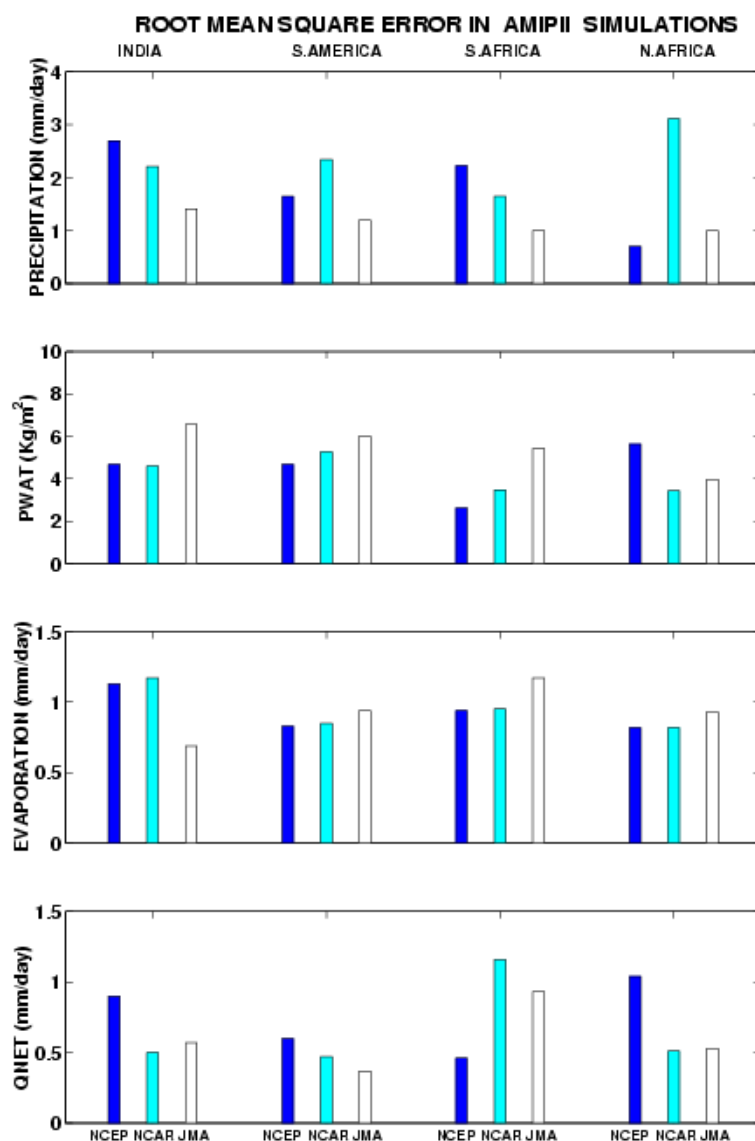 ROOT MEAN SQUARE ERROR IN AMIPII SIMULATIONS
INDIA S.AMERICA S.AFRICA N.AFRICA
PRECIPITATION (mm/day)
4
3
2
1
0
PWAT (Kg/m²)
10
8
6
4
2
0
EVAPORATION (mm/day)
1.5
1
0.5
0
QNET (mm/day)
1.5
1
0.5
0
NCEP NCAR JMA NCEP NCAR JMA NCEP NCAR JMA NCEP NCAR JMA